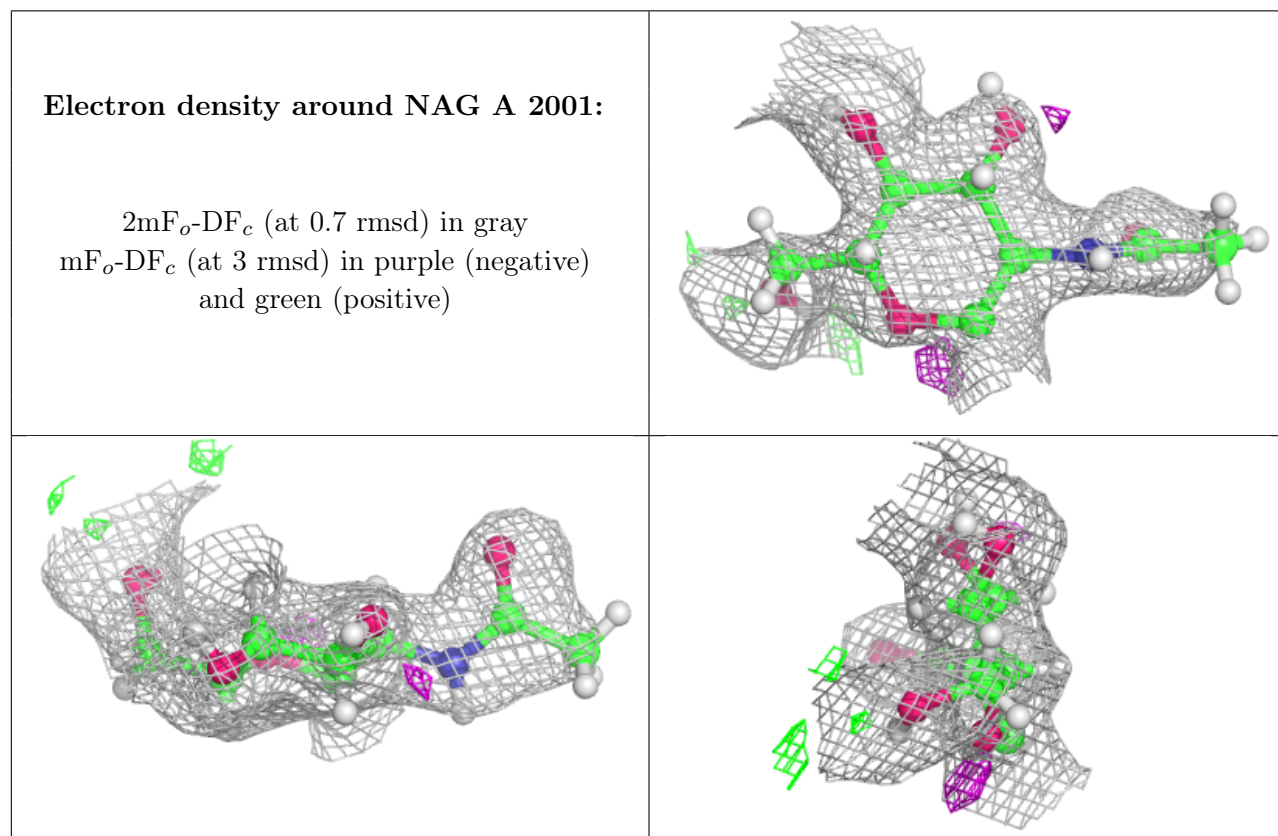 Electron density around NAG A 2001:
2mFₒ-DF𝑐 (at 0.7 rmsd) in gray
mFₒ-DF𝑐 (at 3 rmsd) in purple (negative)
and green (positive)